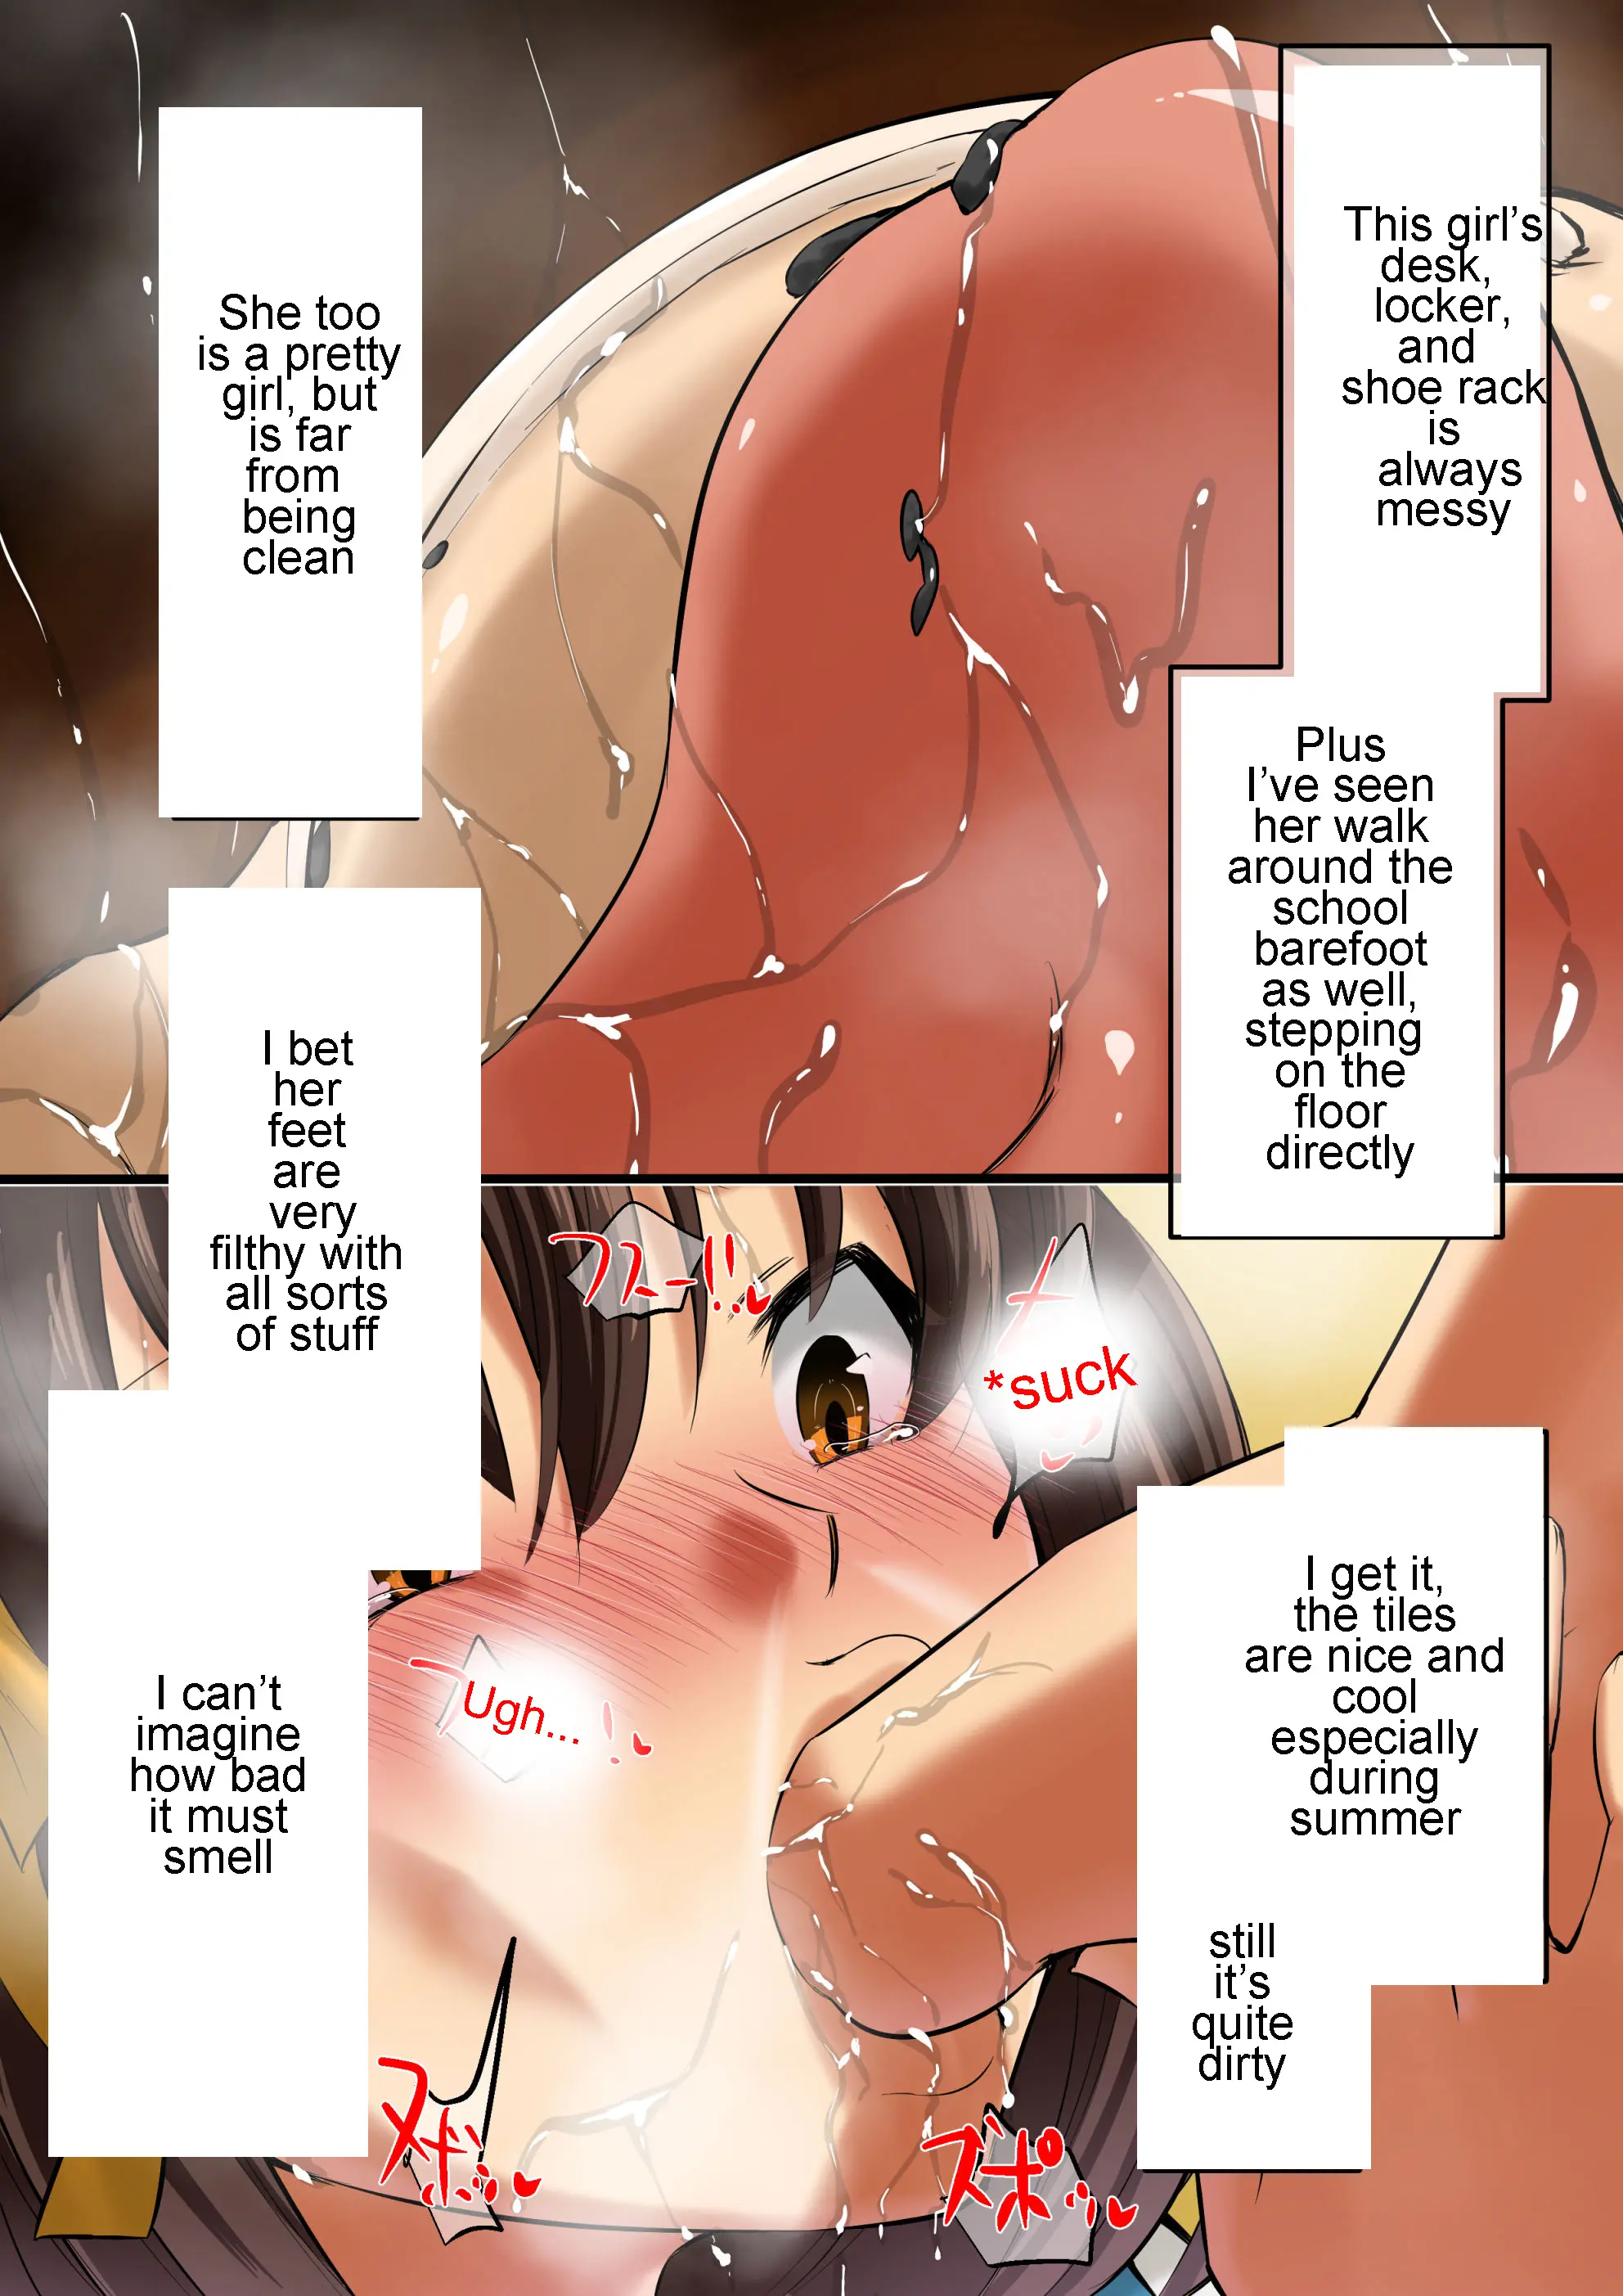 This girl's
desk,
locker,
and
shoe rack
is
always
messy
Plus
I've seen
her walk
around the
school
barefoot
as well,
stepping
on the
floor
directly
She too
is a pretty
girl, but
is far
from
being
clean
I bet
her
feet
are
very
filthy with
all sorts
of stuff
I can't
imagine
how bad
it must
smell
フスー!!
*suck
Ugh...
I get it,
the tiles
are nice and
cool
especially
during
summer
still
it's
quite
dirty
ズポッ
ヌボッ